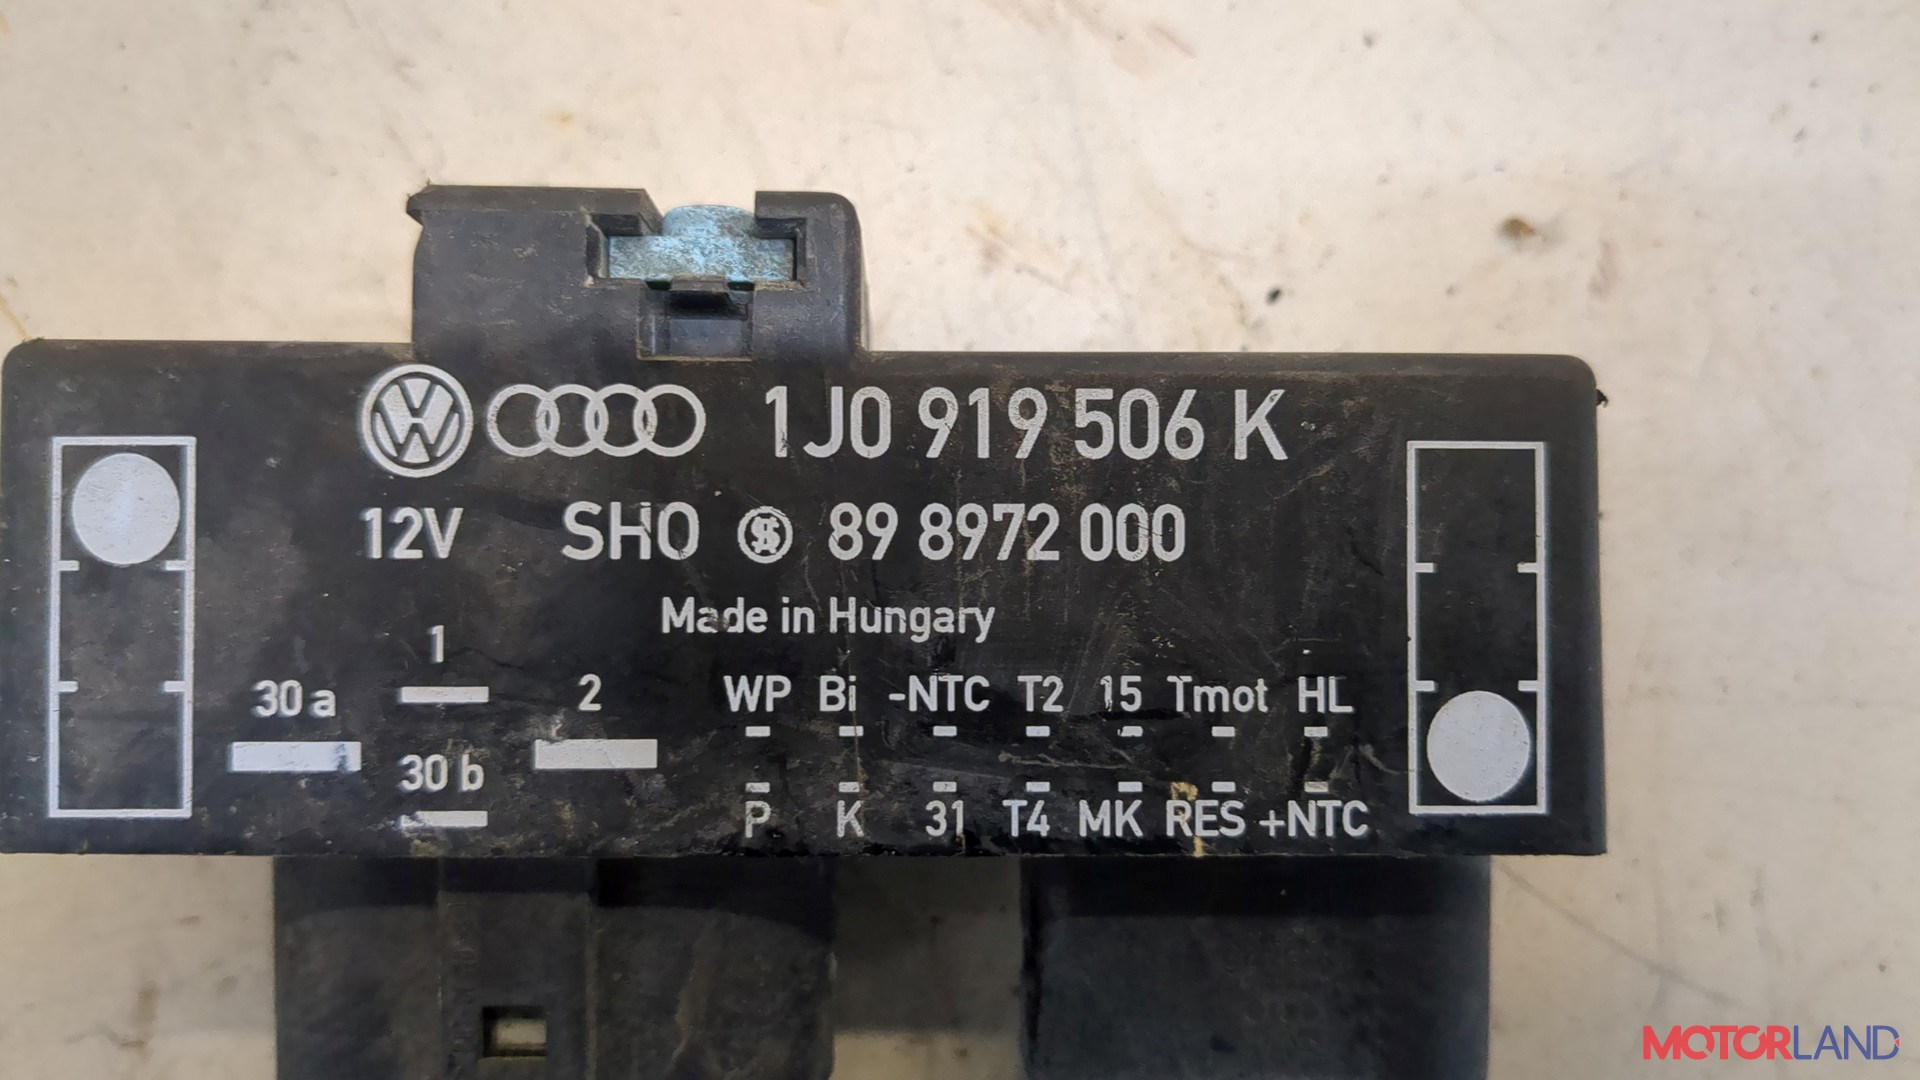 1J0 919 506 K
12V SHO 89 8972 000
Made in Hungary
1
30 a 2 WP Bi -NTC T2 15 Tmot HL
30 b
P K 31 T4 MK RES +NTC
MOTORLAND